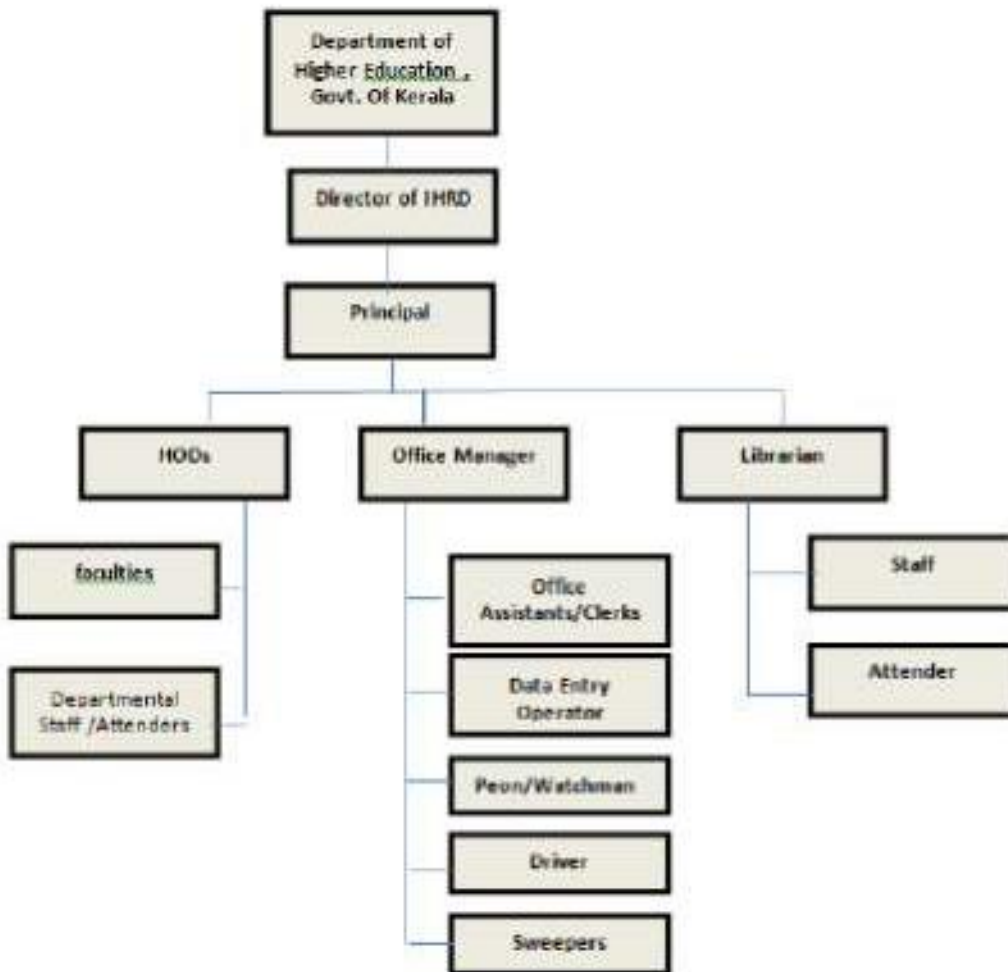 Department of
Higher Education ,
Govt. Of Kerala
Director of IHRD
Principal
HODs
Office Manager
Librarian
faculties
Departmental
Staff /Attenders
Office
Assistants/Clerks
Data Entry
Operator
Peon/Watchman
Driver
Sweepers
Staff
Attender